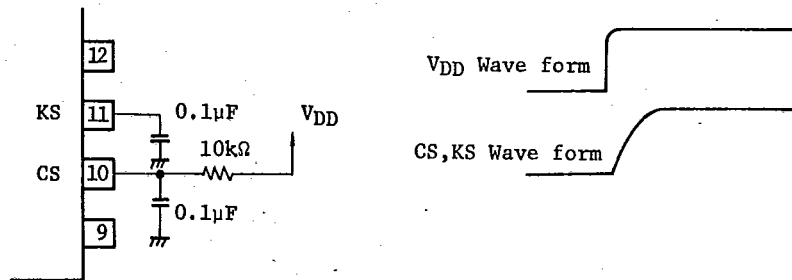 12
KS 11 0.1μF
VDD
10kΩ
CS 10
0.1μF
9
VDD Wave form
CS,KS Wave form